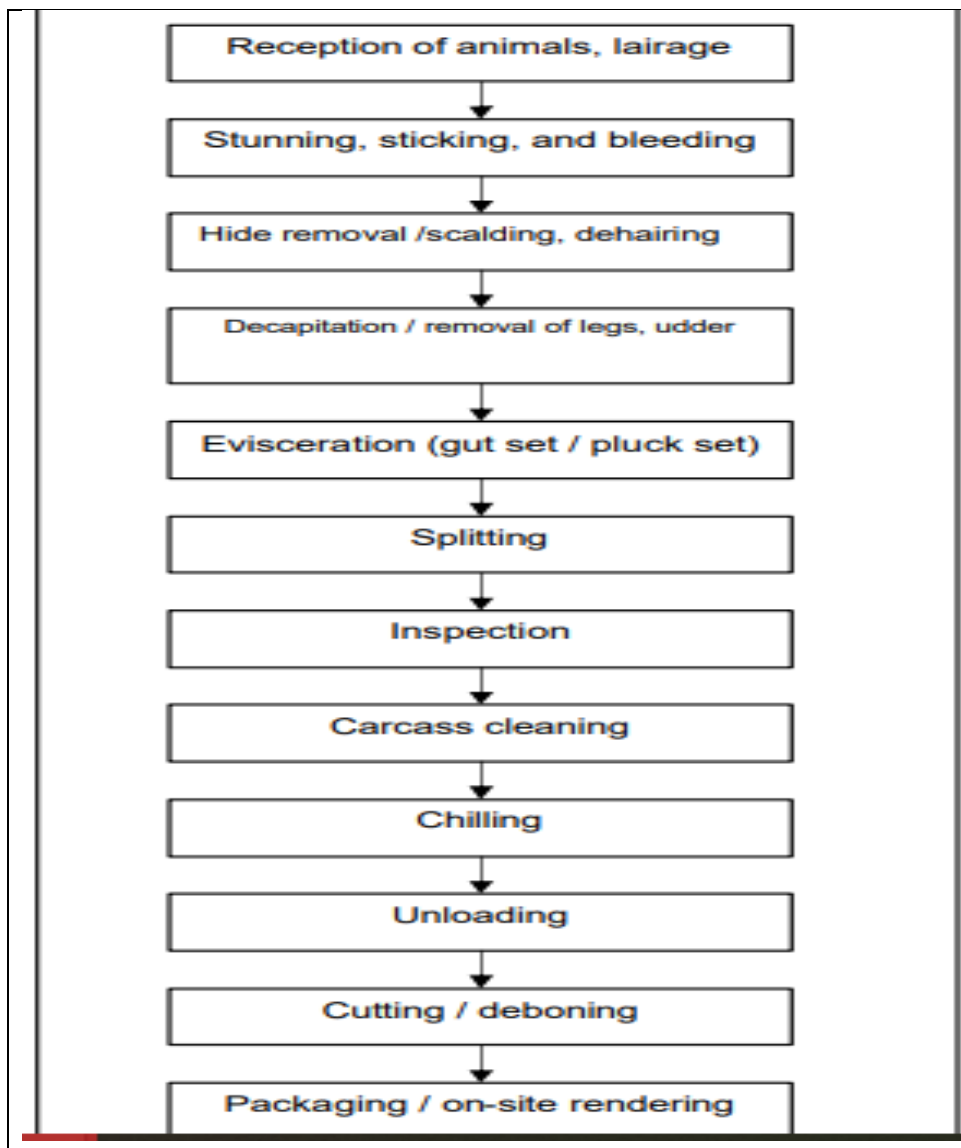 Reception of animals, lairage
Stunning, sticking, and bleeding
Hide removal /scalding, dehairing
Decapitation / removal of legs, udder
Evisceration (gut set / pluck set)
Splitting
Inspection
Carcass cleaning
Chilling
Unloading
Cutting / deboning
Packaging / on-site rendering